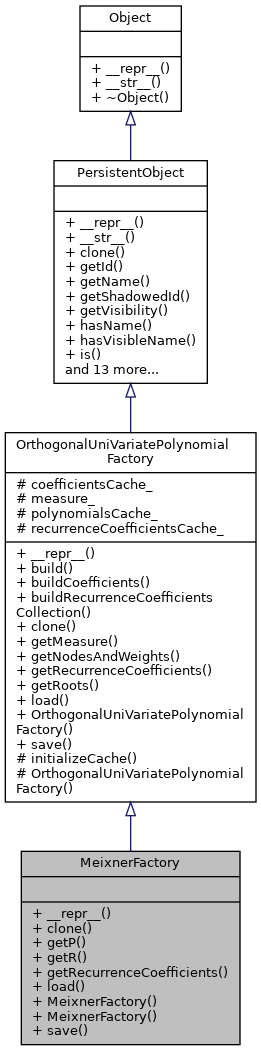 Object
+ __repr__()
+ __str__()
+ ~Object()
PersistentObject
+ __repr__()
+ __str__()
+ clone()
+ getId()
+ getName()
+ getShadowedId()
+ getVisibility()
+ hasName()
+ hasVisibleName()
+ is()
and 13 more...
OrthogonalUniVariatePolynomial
Factory
# coefficientsCache_
# measure_
# polynomialsCache_
# recurrenceCoefficientsCache_
+ __repr__()
+ build()
+ buildCoefficients()
+ buildRecurrenceCoefficients
Collection()
+ clone()
+ getMeasure()
+ getNodesAndWeights()
+ getRecurrenceCoefficients()
+ getRoots()
+ load()
+ OrthogonalUniVariatePolynomial
Factory()
+ save()
# initializeCache()
# OrthogonalUniVariatePolynomial
Factory()
MeixnerFactory
+ __repr__()
+ clone()
+ getP()
+ getR()
+ getRecurrenceCoefficients()
+ load()
+ MeixnerFactory()
+ MeixnerFactory()
+ save()